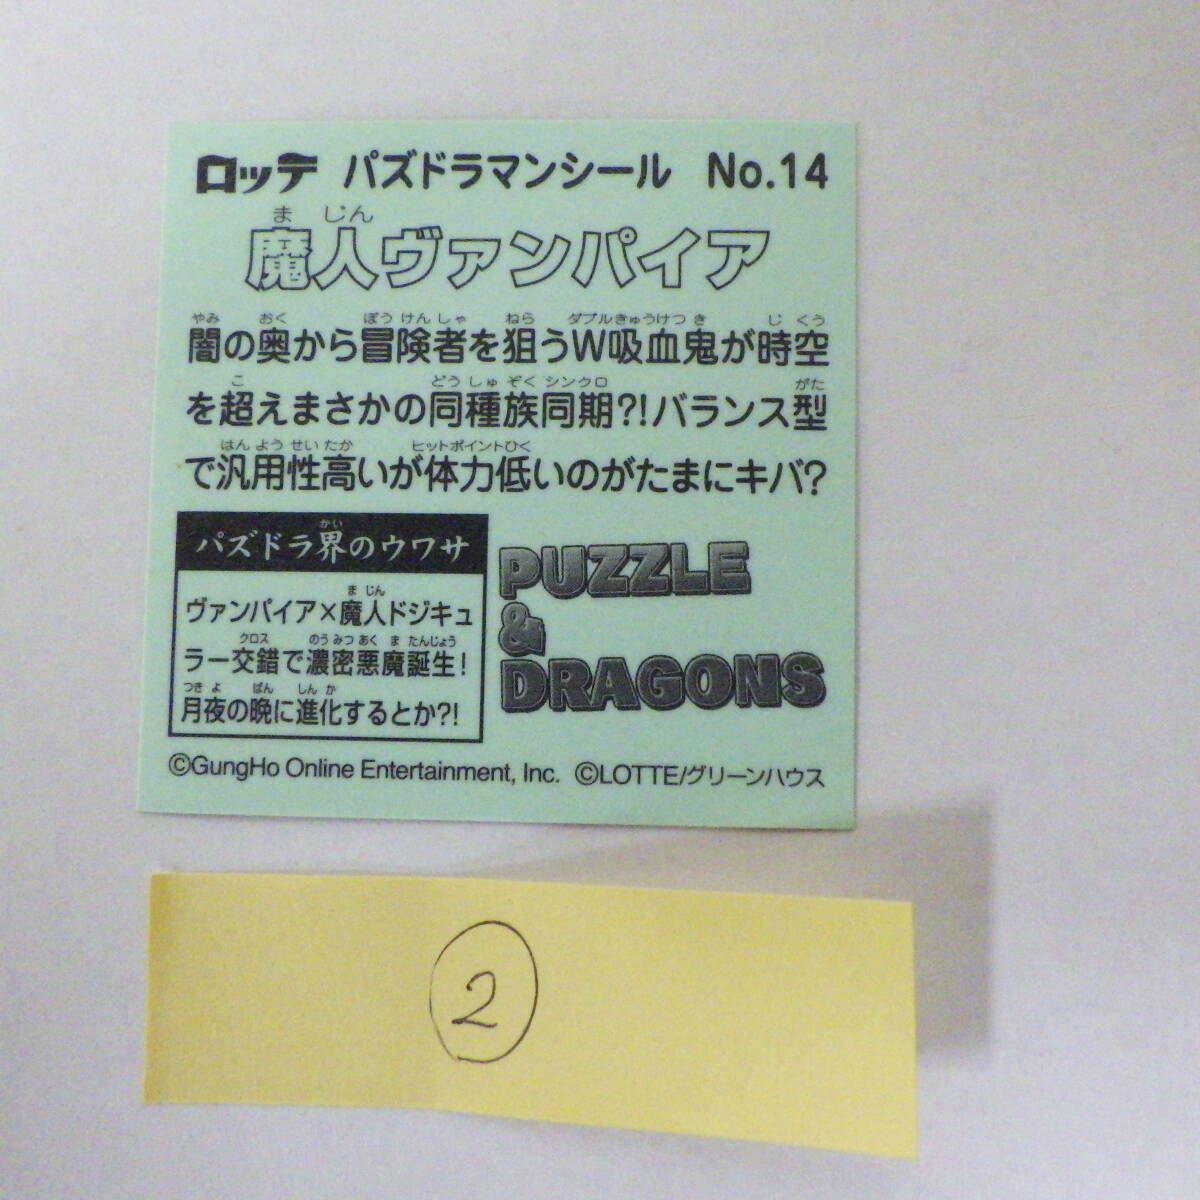 ロッテ パズドラマンシール No.14
ま じん
魔人ヴァンパイア
やみ おく ぼうけんしゃ ねら ダブルきゅうけつき じくう
闇の奥から冒険者を狙うW吸血鬼が時空
こ どうしゅぞくシンクロ がた
を超えまさかの同種族同期?!バランス型
はんようせいたか ヒットポイントひく
で汎用性高いが体力低いのがたまにキバ?
かい
パズドラ界のウワサ
ま じん
ヴァンパイア×魔人ドジキュ
クロス のうみつあくまたんじょう
ラー交錯で濃密悪魔誕生!
つきよ ばん しんか
月夜の晩に進化するとか?!
PUZZLE
&
DRAGONS
©GungHo Online Entertainment, Inc. ©LOTTE/グリーンハウス
②